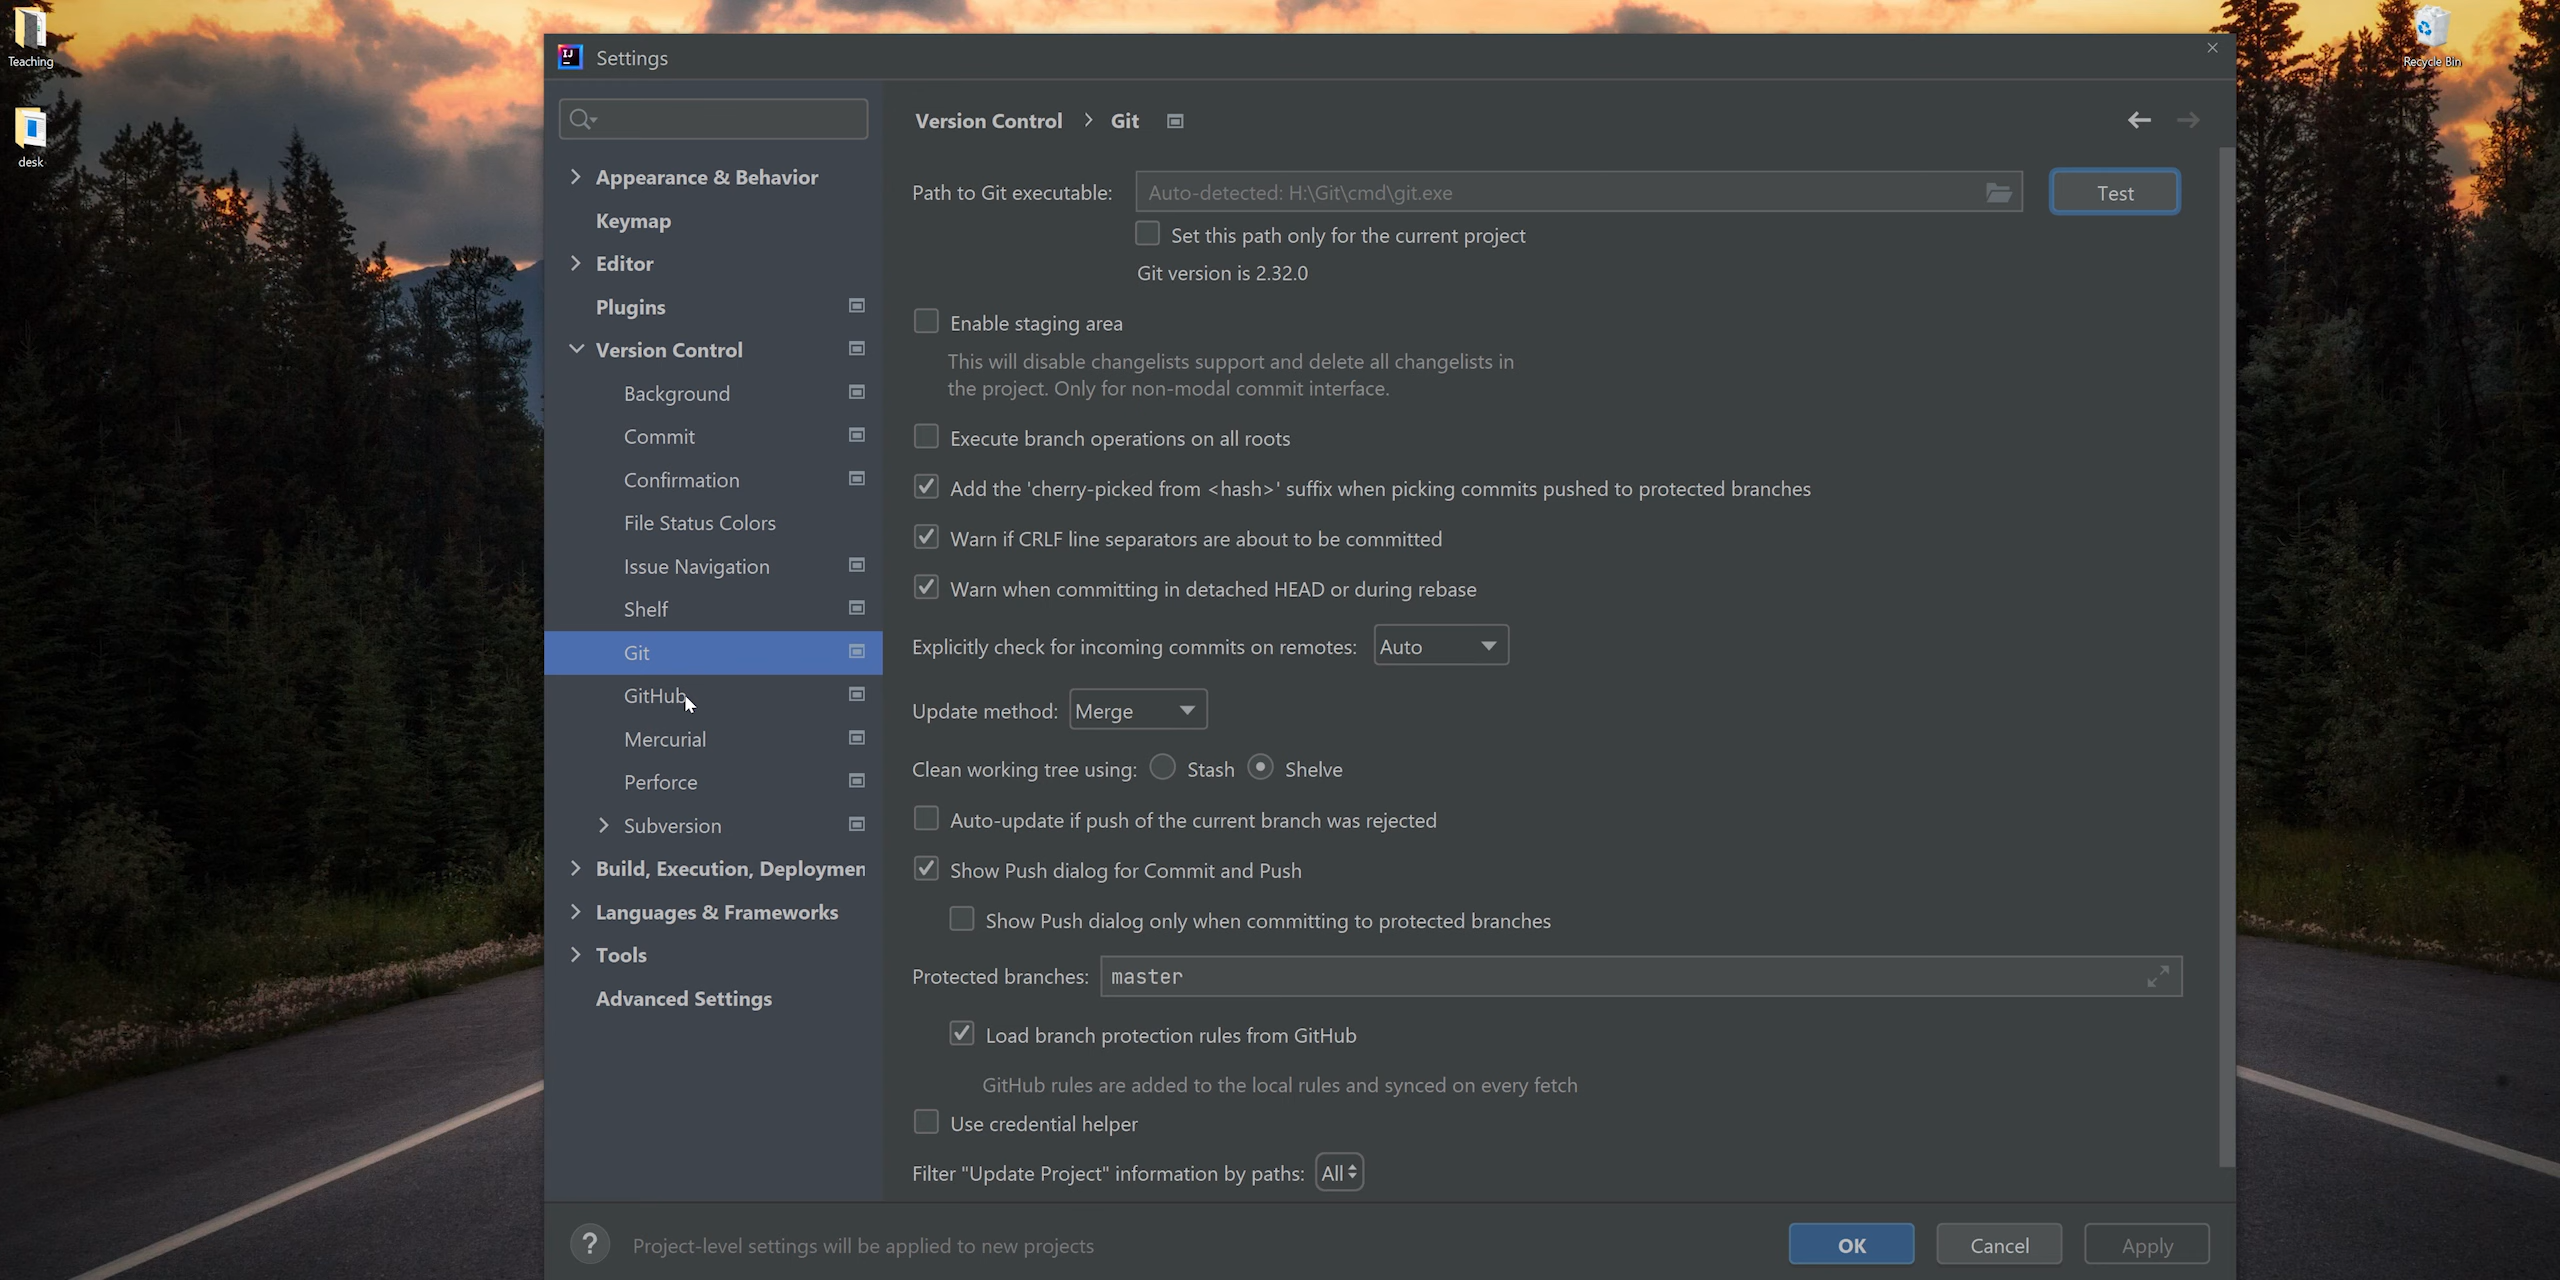 Teaching
desk
Recycle Bin
IJ
Settings
Appearance & Behavior
Keymap
Editor
Plugins
Version Control
Background
Commit
Confirmation
File Status Colors
Issue Navigation
Shelf
Git
GitHub
Mercurial
Perforce
Subversion
Build, Execution, Deploymen
Languages & Frameworks
Tools
Advanced Settings
Version Control > Git
Path to Git executable: Auto-detected: H:\Git\cmd\git.exe Test
Set this path only for the current project
Git version is 2.32.0
Enable staging area
This will disable changelists support and delete all changelists in
the project. Only for non-modal commit interface.
Execute branch operations on all roots
Add the 'cherry-picked from <hash>' suffix when picking commits pushed to protected branches
Warn if CRLF line separators are about to be committed
Warn when committing in detached HEAD or during rebase
Explicitly check for incoming commits on remotes: Auto
Update method: Merge
Clean working tree using: Stash Shelve
Auto-update if push of the current branch was rejected
Show Push dialog for Commit and Push
Show Push dialog only when committing to protected branches
Protected branches: master
Load branch protection rules from GitHub
GitHub rules are added to the local rules and synced on every fetch
Use credential helper
Filter "Update Project" information by paths: All
? Project-level settings will be applied to new projects
OK Cancel Apply